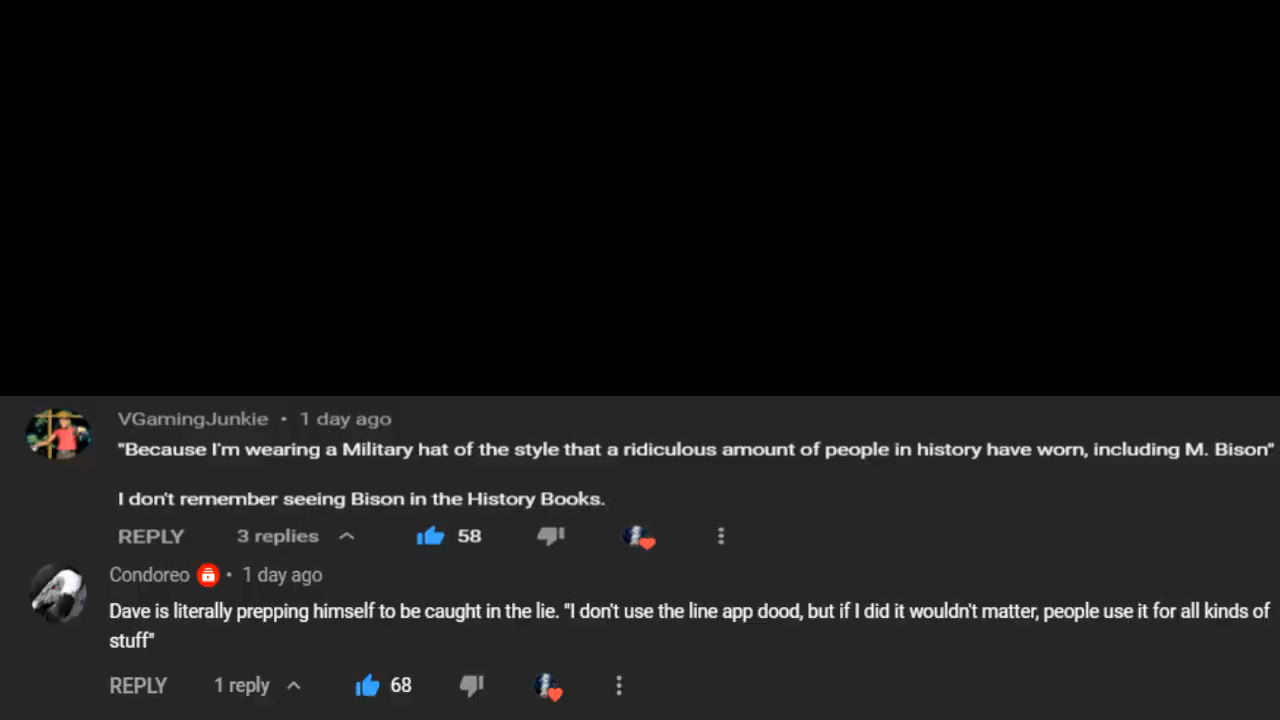 VGamingJunkie • 1 day ago
"Because I'm wearing a Military hat of the style that a ridiculous amount of people in history have worn, including M. Bison"
I don't remember seeing Bison in the History Books.
REPLY 3 replies 58
Condoreo • 1 day ago
Dave is literally prepping himself to be caught in the lie. "I don't use the line app dood, but if I did it wouldn't matter, people use it for all kinds of
stuff"
REPLY 1 reply 68